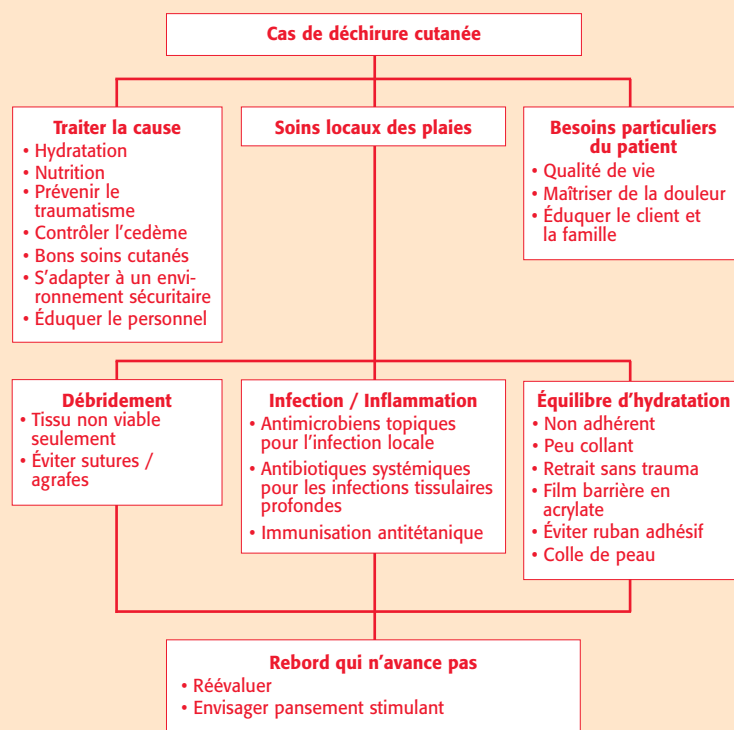 Cas de déchirure cutanée
Traiter la cause
• Hydratation
• Nutrition
• Prévenir le
traumatisme
• Contrôler l'cedème
• Bons soins cutanés
• S'adapter à un envi-
ronnement sécuritaire
• Éduquer le personnel
Soins locaux des plaies
Besoins particuliers
du patient
• Qualité de vie
• Maîtriser de la douleur
• Éduquer le client et
la famille
Débridement
• Tissu non viable
seulement
• Éviter sutures /
agrafes
Infection / Inflammation
• Antimicrobiens topiques
pour l'infection locale
• Antibiotiques systémiques
pour les infections tissulaires
profondes
• Immunisation antitétanique
Équilibre d'hydratation
• Non adhérent
• Peu collant
• Retrait sans trauma
• Film barrière en
acrylate
• Éviter ruban adhésif
• Colle de peau
Rebord qui n'avance pas
• Réévaluer
• Envisager pansement stimulant